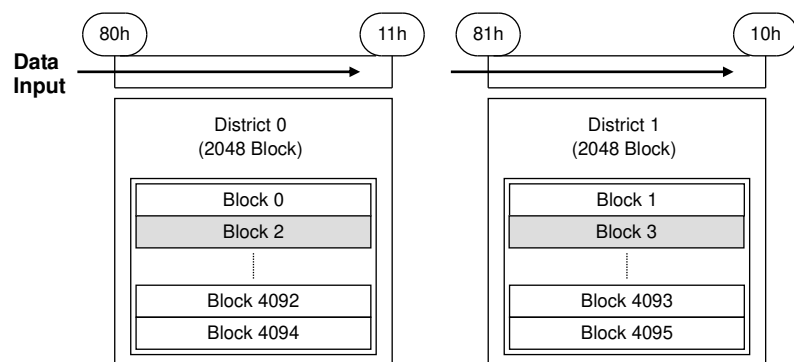 80h
11h
81h
10h
Data
Input
District 0
(2048 Block)
District 1
(2048 Block)
Block 0
Block 2
Block 4092
Block 4094
Block 1
Block 3
Block 4093
Block 4095